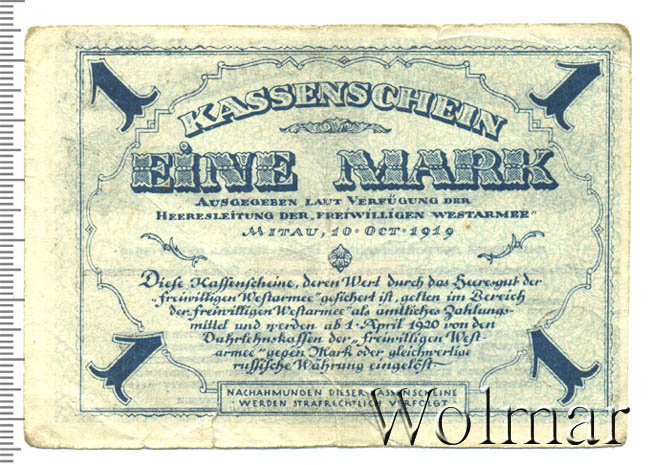 1 1
KASSENSCHEIN
EINE MARK
AUSGEGEBEN LAUT VERFÜGUNG DER
HEERESLEITUNG DER „FREIWILLIGEN WESTARMEE"
MITAU, 10·OCT·1919
Diese Kassenscheine, deren Wert durch das Heeresgut der
„freiwilligen Westarmee" gesichert ist, gelten im Bereich
der „freiwilligen Westarmee" als amtliches Zahlungs-
mittel und werden ab 1·April 1920 von den
Darlehnskassen der „freiwilligen West-
armee" gegen Mark oder gleichwertige
russische Währung eingelöst·
1 1
NACHAHMUNGEN DIESER KASSENSCHEINE
WERDEN STRAFRECHTLICH VERFOLGT
Wolmar